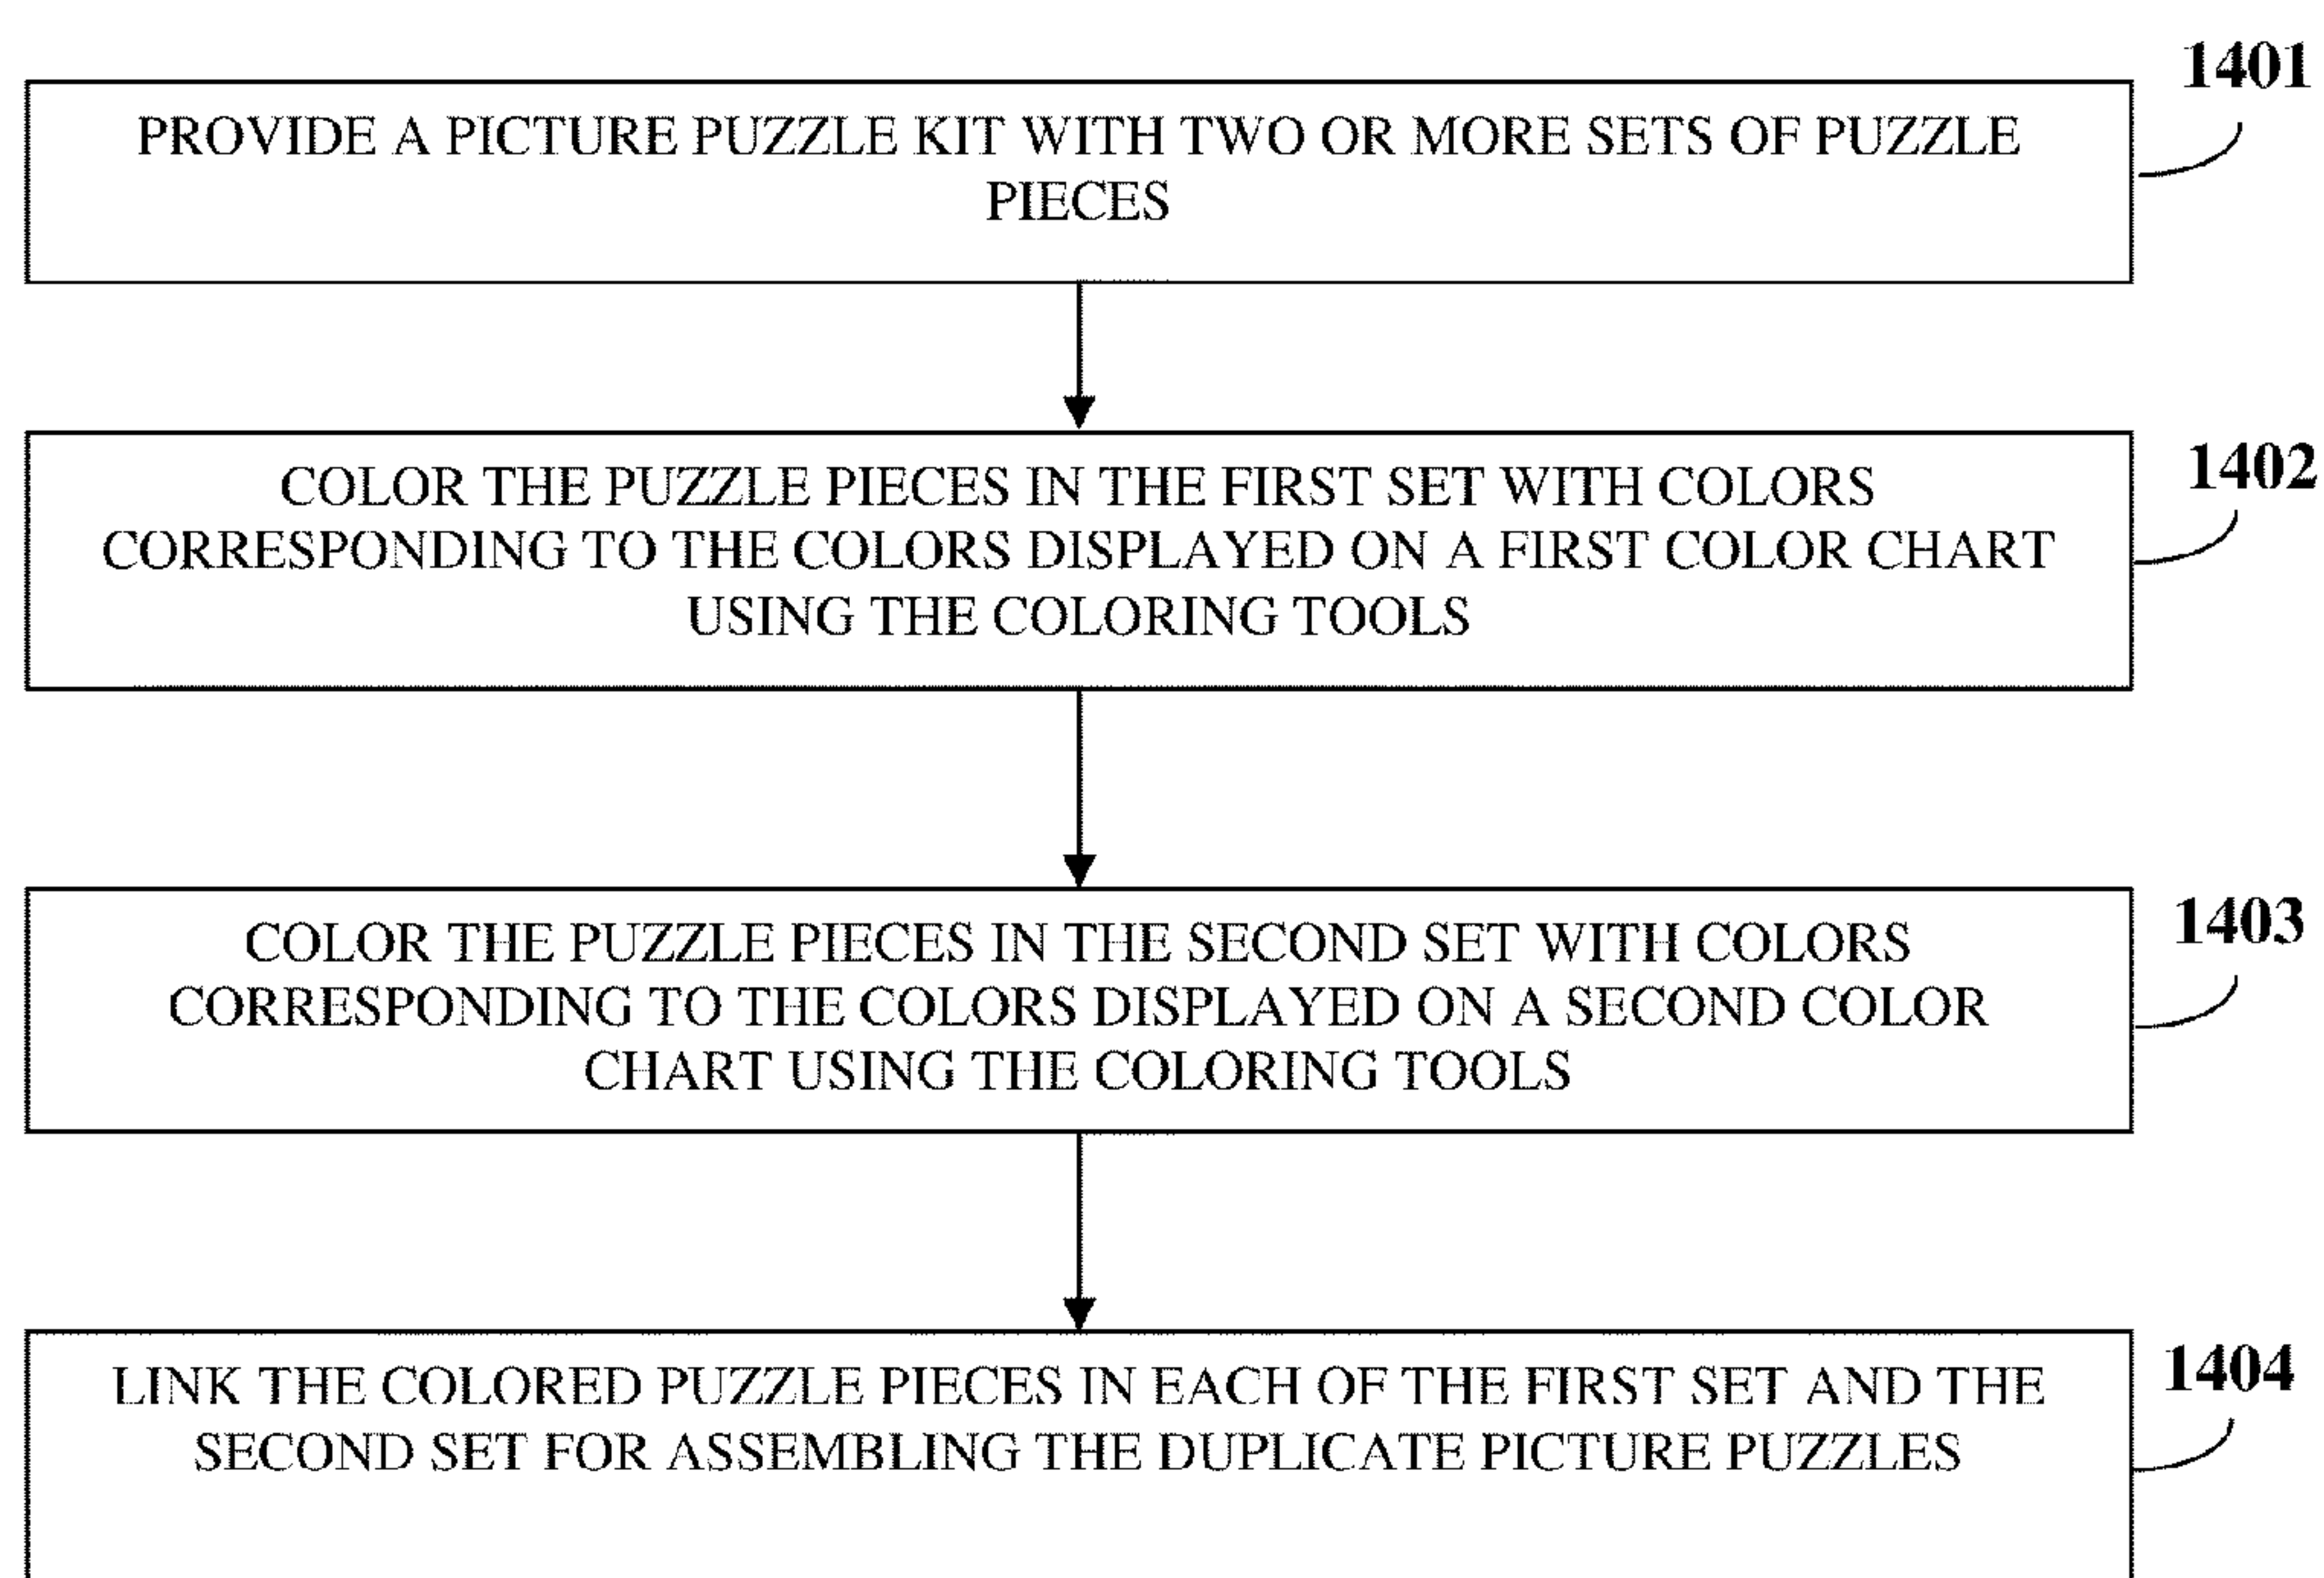 1401
PROVIDE A PICTURE PUZZLE KIT WITH TWO OR MORE SETS OF PUZZLE
PIECES
1402
COLOR THE PUZZLE PIECES IN THE FIRST SET WITH COLORS
CORRESPONDING TO THE COLORS DISPLAYED ON A FIRST COLOR CHART
USING THE COLORING TOOLS
1403
COLOR THE PUZZLE PIECES IN THE SECOND SET WITH COLORS
CORRESPONDING TO THE COLORS DISPLAYED ON A SECOND COLOR
CHART USING THE COLORING TOOLS
1404
LINK THE COLORED PUZZLE PIECES IN EACH OF THE FIRST SET AND THE
SECOND SET FOR ASSEMBLING THE DUPLICATE PICTURE PUZZLES